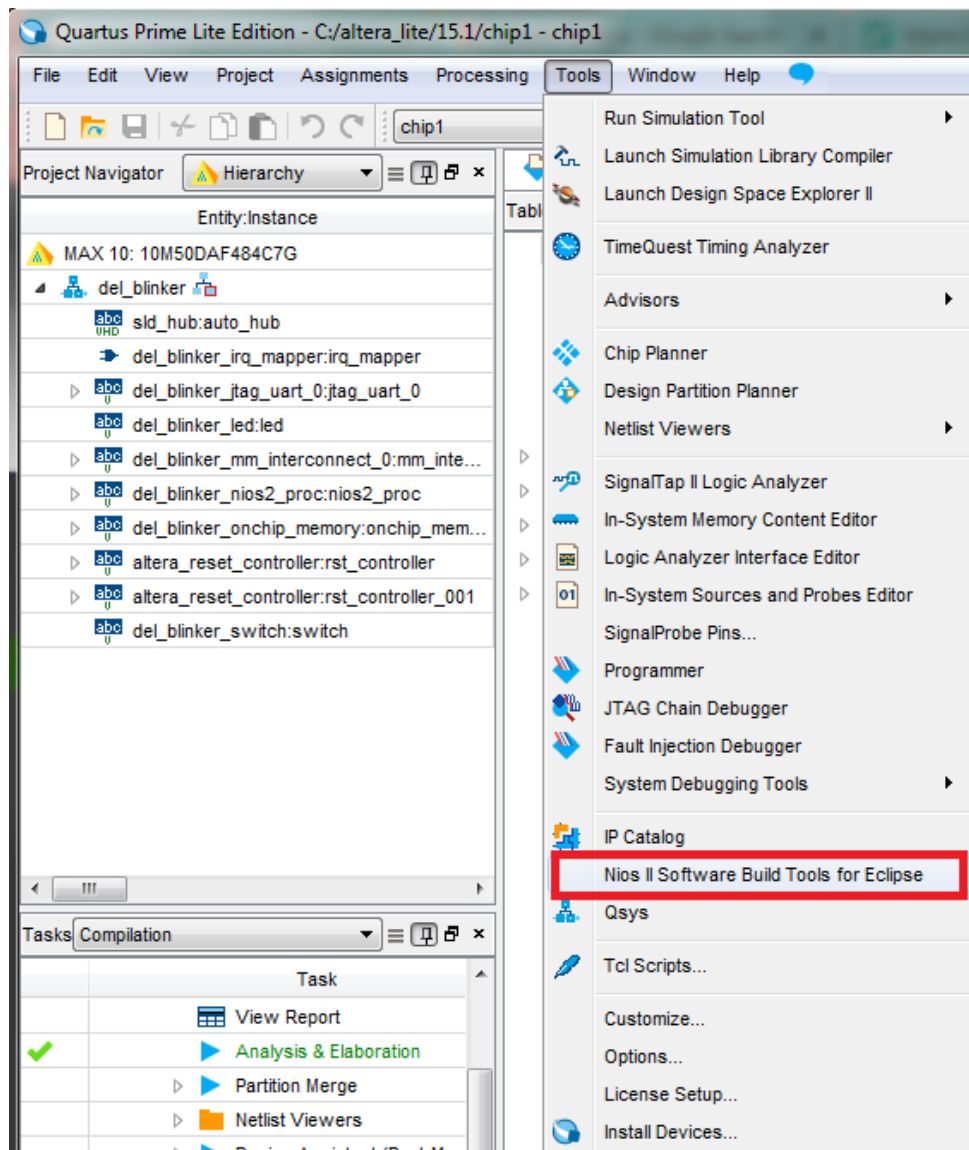 Quartus Prime Lite Edition - C:/altera_lite/15.1/chip1 - chip1
File Edit View Project Assignments Processing Tools Window Help
chip1
Project Navigator Hierarchy
Entity:Instance
MAX 10: 10M50DAF484C7G
del_blinker
sld_hub:auto_hub
del_blinker_irq_mapper:irq_mapper
del_blinker_jtag_uart_0:jtag_uart_0
del_blinker_led:led
del_blinker_mm_interconnect_0:mm_inte...
del_blinker_nios2_proc:nios2_proc
del_blinker_onchip_memory:onchip_mem...
altera_reset_controller:rst_controller
altera_reset_controller:rst_controller_001
del_blinker_switch:switch
Tasks Compilation
Task
View Report
Analysis & Elaboration
Partition Merge
Netlist Viewers
Run Simulation Tool
Launch Simulation Library Compiler
Launch Design Space Explorer II
TimeQuest Timing Analyzer
Advisors
Chip Planner
Design Partition Planner
Netlist Viewers
SignalTap II Logic Analyzer
In-System Memory Content Editor
Logic Analyzer Interface Editor
In-System Sources and Probes Editor
SignalProbe Pins...
Programmer
JTAG Chain Debugger
Fault Injection Debugger
System Debugging Tools
IP Catalog
Nios II Software Build Tools for Eclipse
Qsys
Tcl Scripts...
Customize...
Options...
License Setup...
Install Devices...